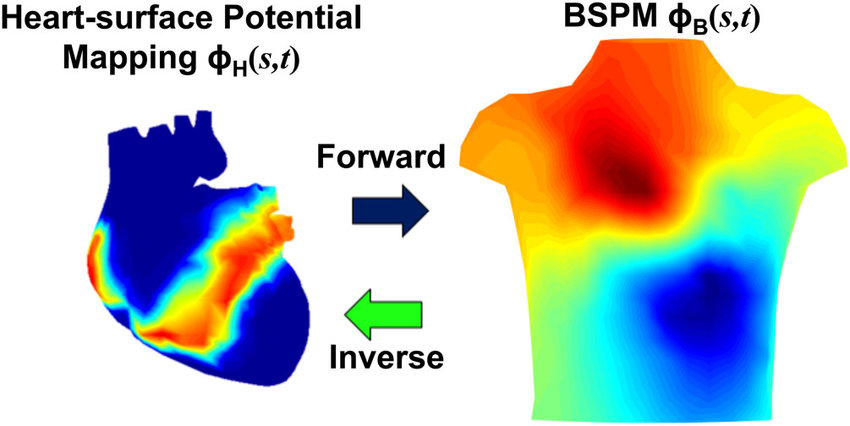 Heart-surface Potential
Mapping ϕH(s,t)
BSPM ϕB(s,t)
Forward
Inverse